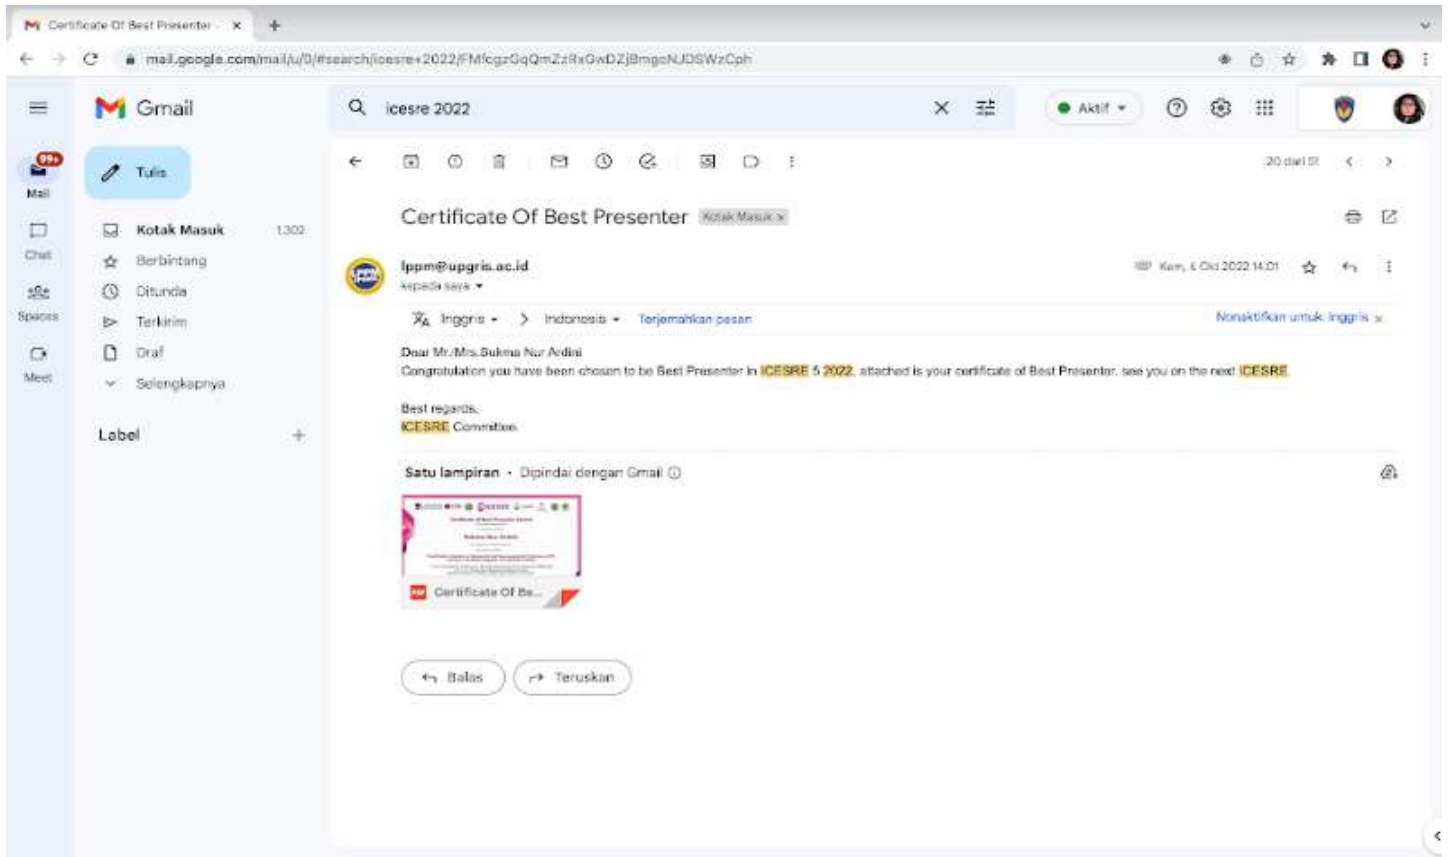 Certificate Of Best Presenter
mail.google.com/mail/u/0/#search/icesre+2022/
Gmail
icesre 2022
Aktif
99+
Mail
Tulis
20 dari 51
Certificate Of Best Presenter Kotak Masuk x
Chat
Kotak Masuk 1.302
Berbintang
lppm@upgris.ac.id
Kam, 6 Okt 2022 14.01
kepada saya
Spaces
Ditunda
Terkirim
Inggris > Indonesia Terjemahkan pesan
Nonaktifkan untuk: Inggris x
Meet
Draf
Selengkapnya
Dear Mr./Mrs.Sukma Nur Ardini
Congratulation you have been chosen to be Best Presenter in ICESRE 5 2022, attached is your certificate of Best Presenter. see you on the next ICESRE.
Best regards,
ICESRE Committee.
Label +
Satu lampiran • Dipindai dengan Gmail
Sukma Nur Ardini
PDF Certificate Of Be...
Balas
Teruskan